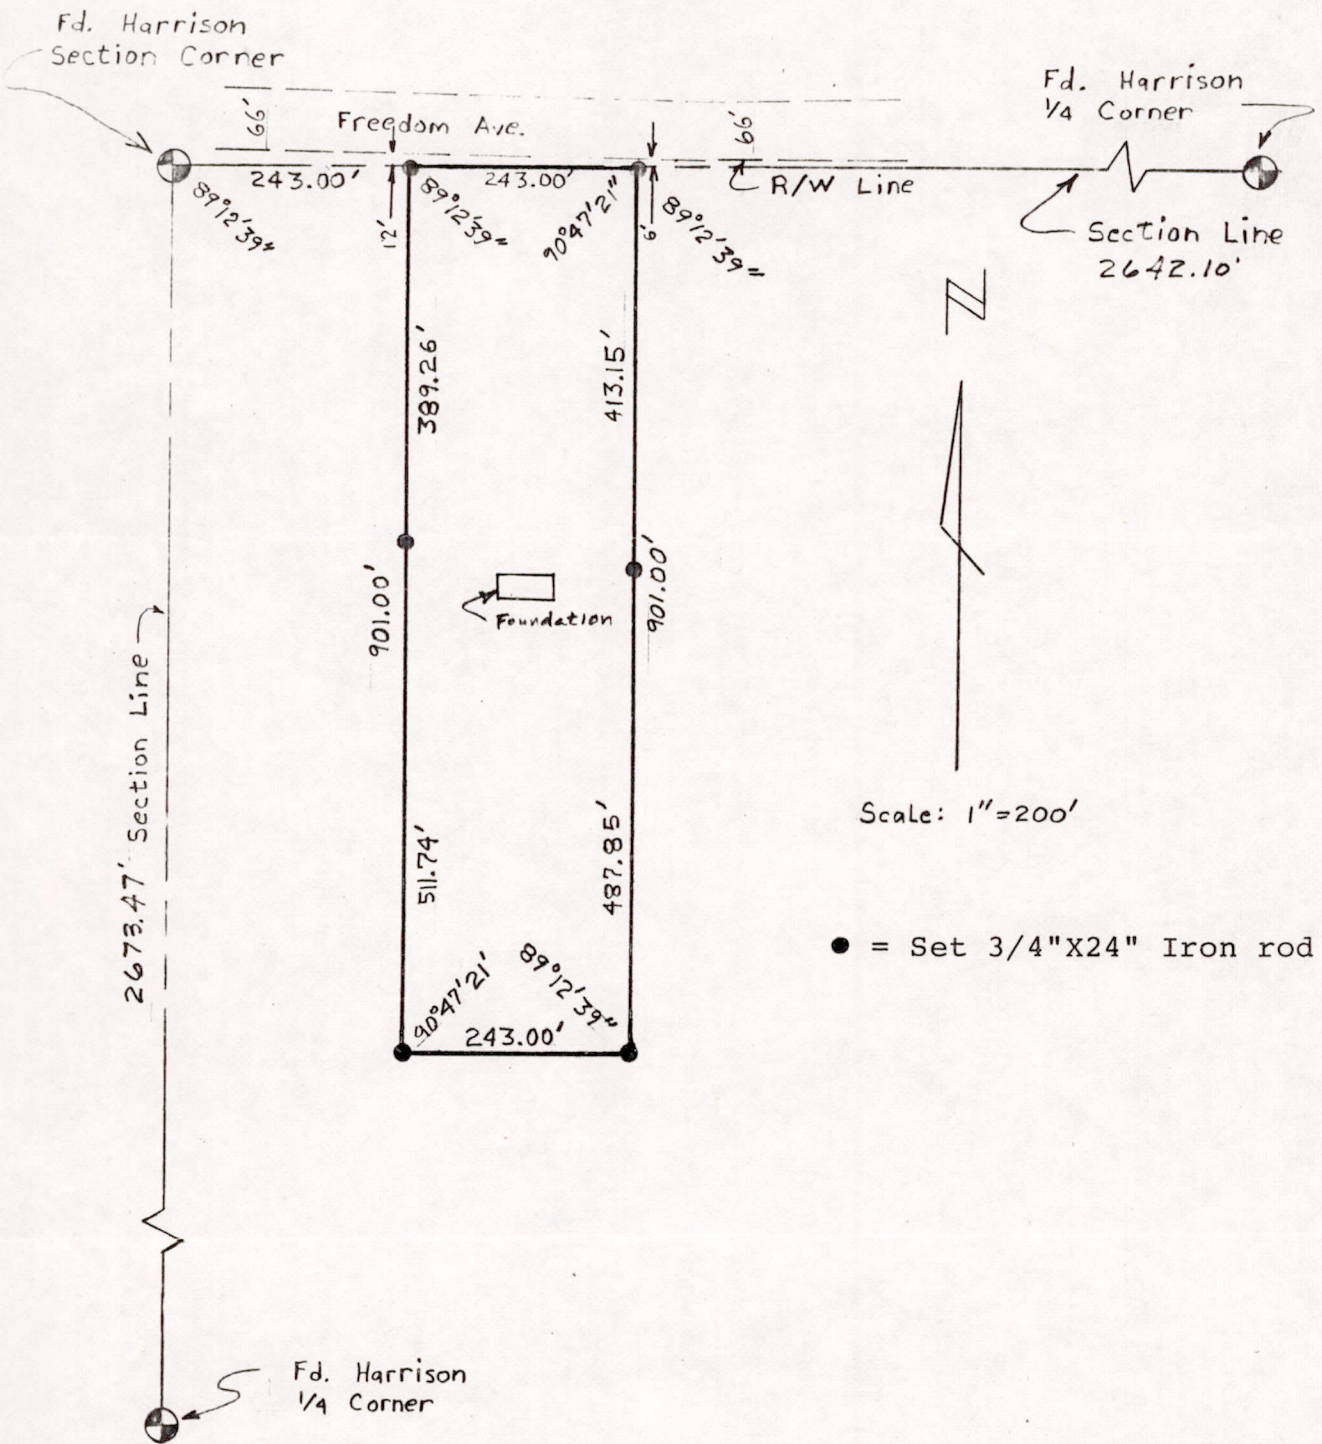 Fd. Harrison
Section Corner
Fd. Harrison
1/4 Corner
66'
Freedom Ave.
66'
243.00'
243.00'
R/W Line
89°12'39"
12'
89°12'39"
90°47'21"
9'
89°12'39"
Section Line
2642.10'
N
389.26'
413.15'
901.00'
901.00'
Foundation
2673.47' Section Line
Scale: 1"=200'
511.74'
487.85'
● = Set 3/4"X24" Iron rod
90°47'21'
89°12'39"
243.00'
Fd. Harrison
1/4 Corner